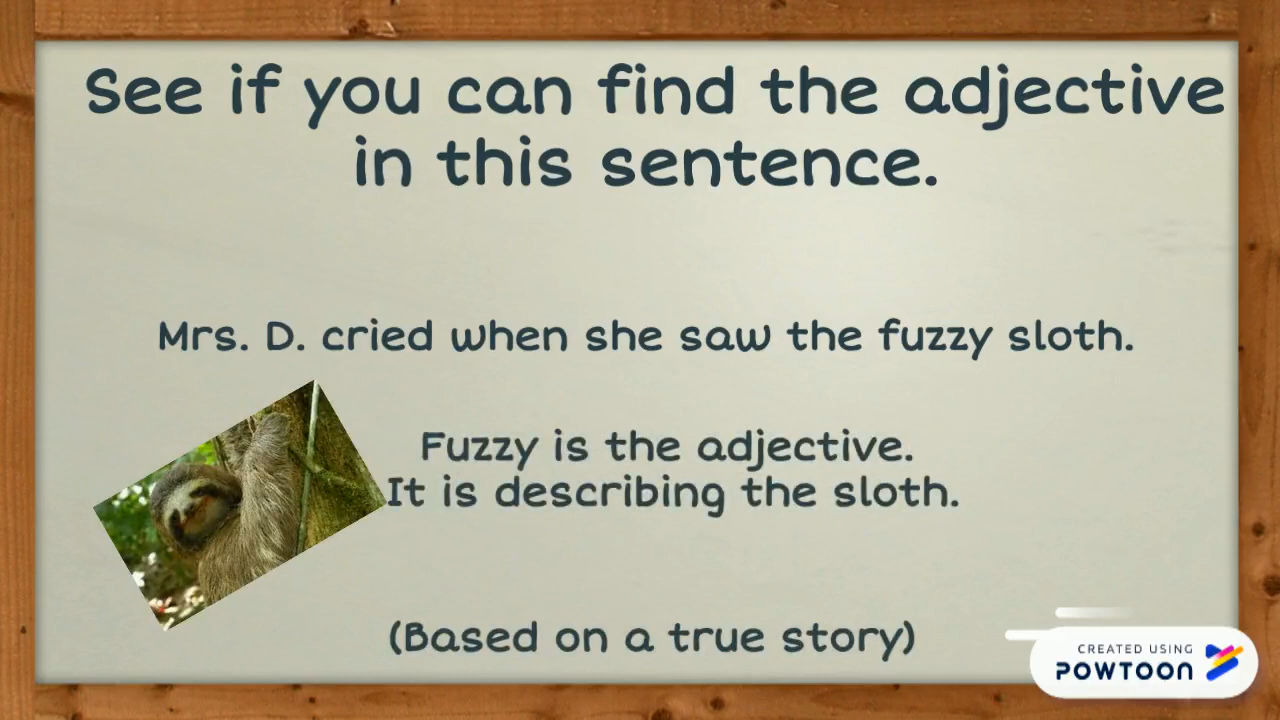 See if you can find the adjective
in this sentence.
Mrs. D. cried when she saw the fuzzy sloth.
Fuzzy is the adjective.
It is describing the sloth.
(Based on a true story)
CREATED USING
POWTOON